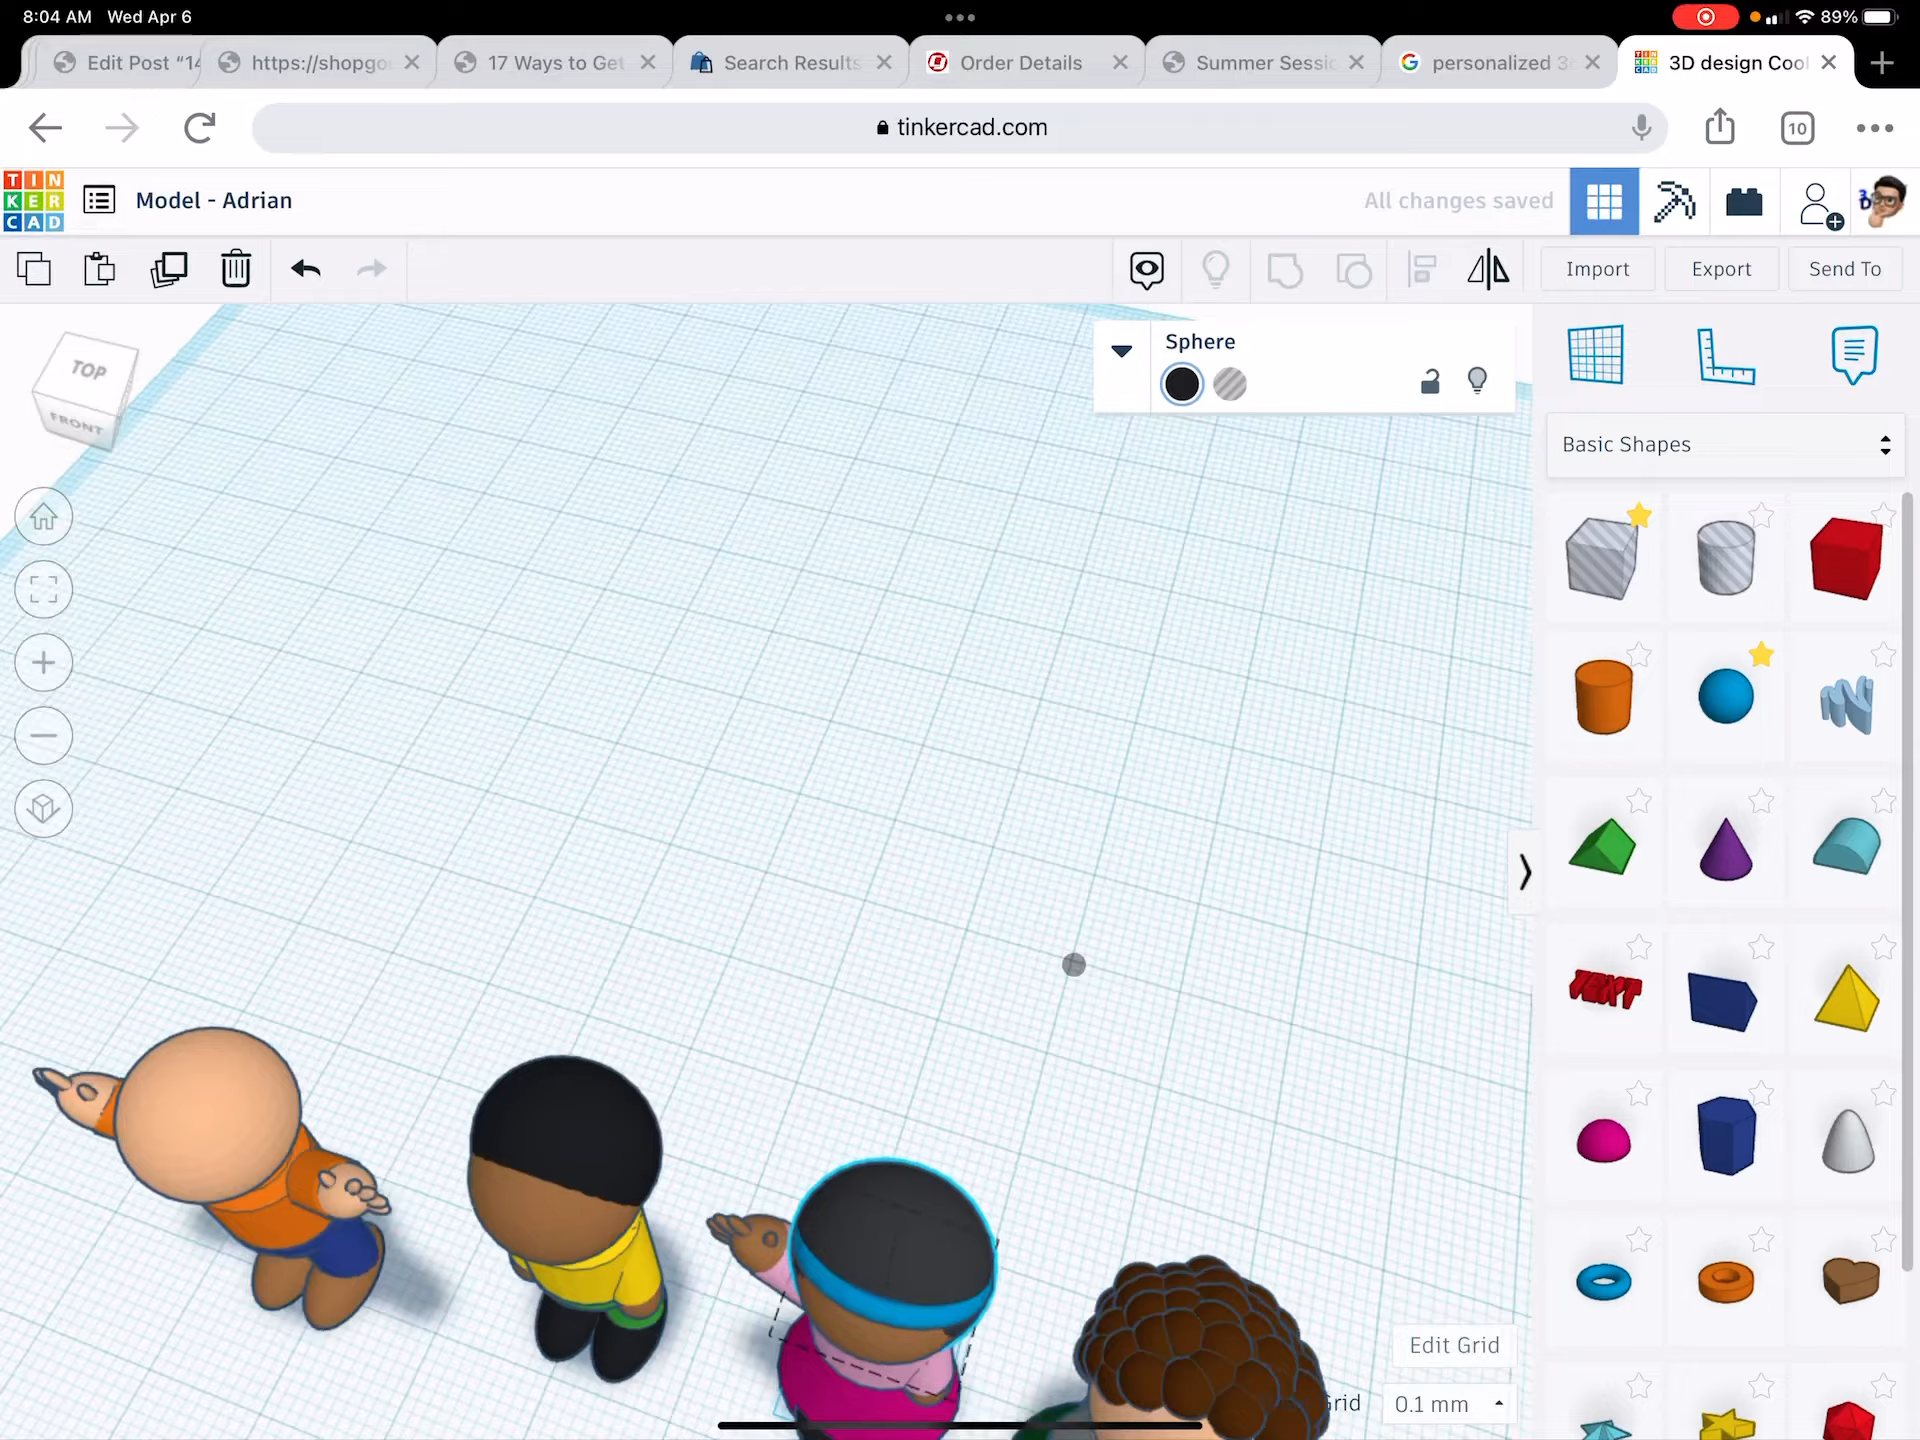 8:04 AM Wed Apr 6
89%
Edit Post “14
https://shopgo
17 Ways to Get
Search Results
Order Details
Summer Sessi
personalized 3
3D design Cool
tinkercad.com
10
TIN
KER
CAD
Model - Adrian
All changes saved
Import
Export
Send To
TOP
FRONT
Sphere
Basic Shapes
TEXT
Edit Grid
rid
0.1 mm